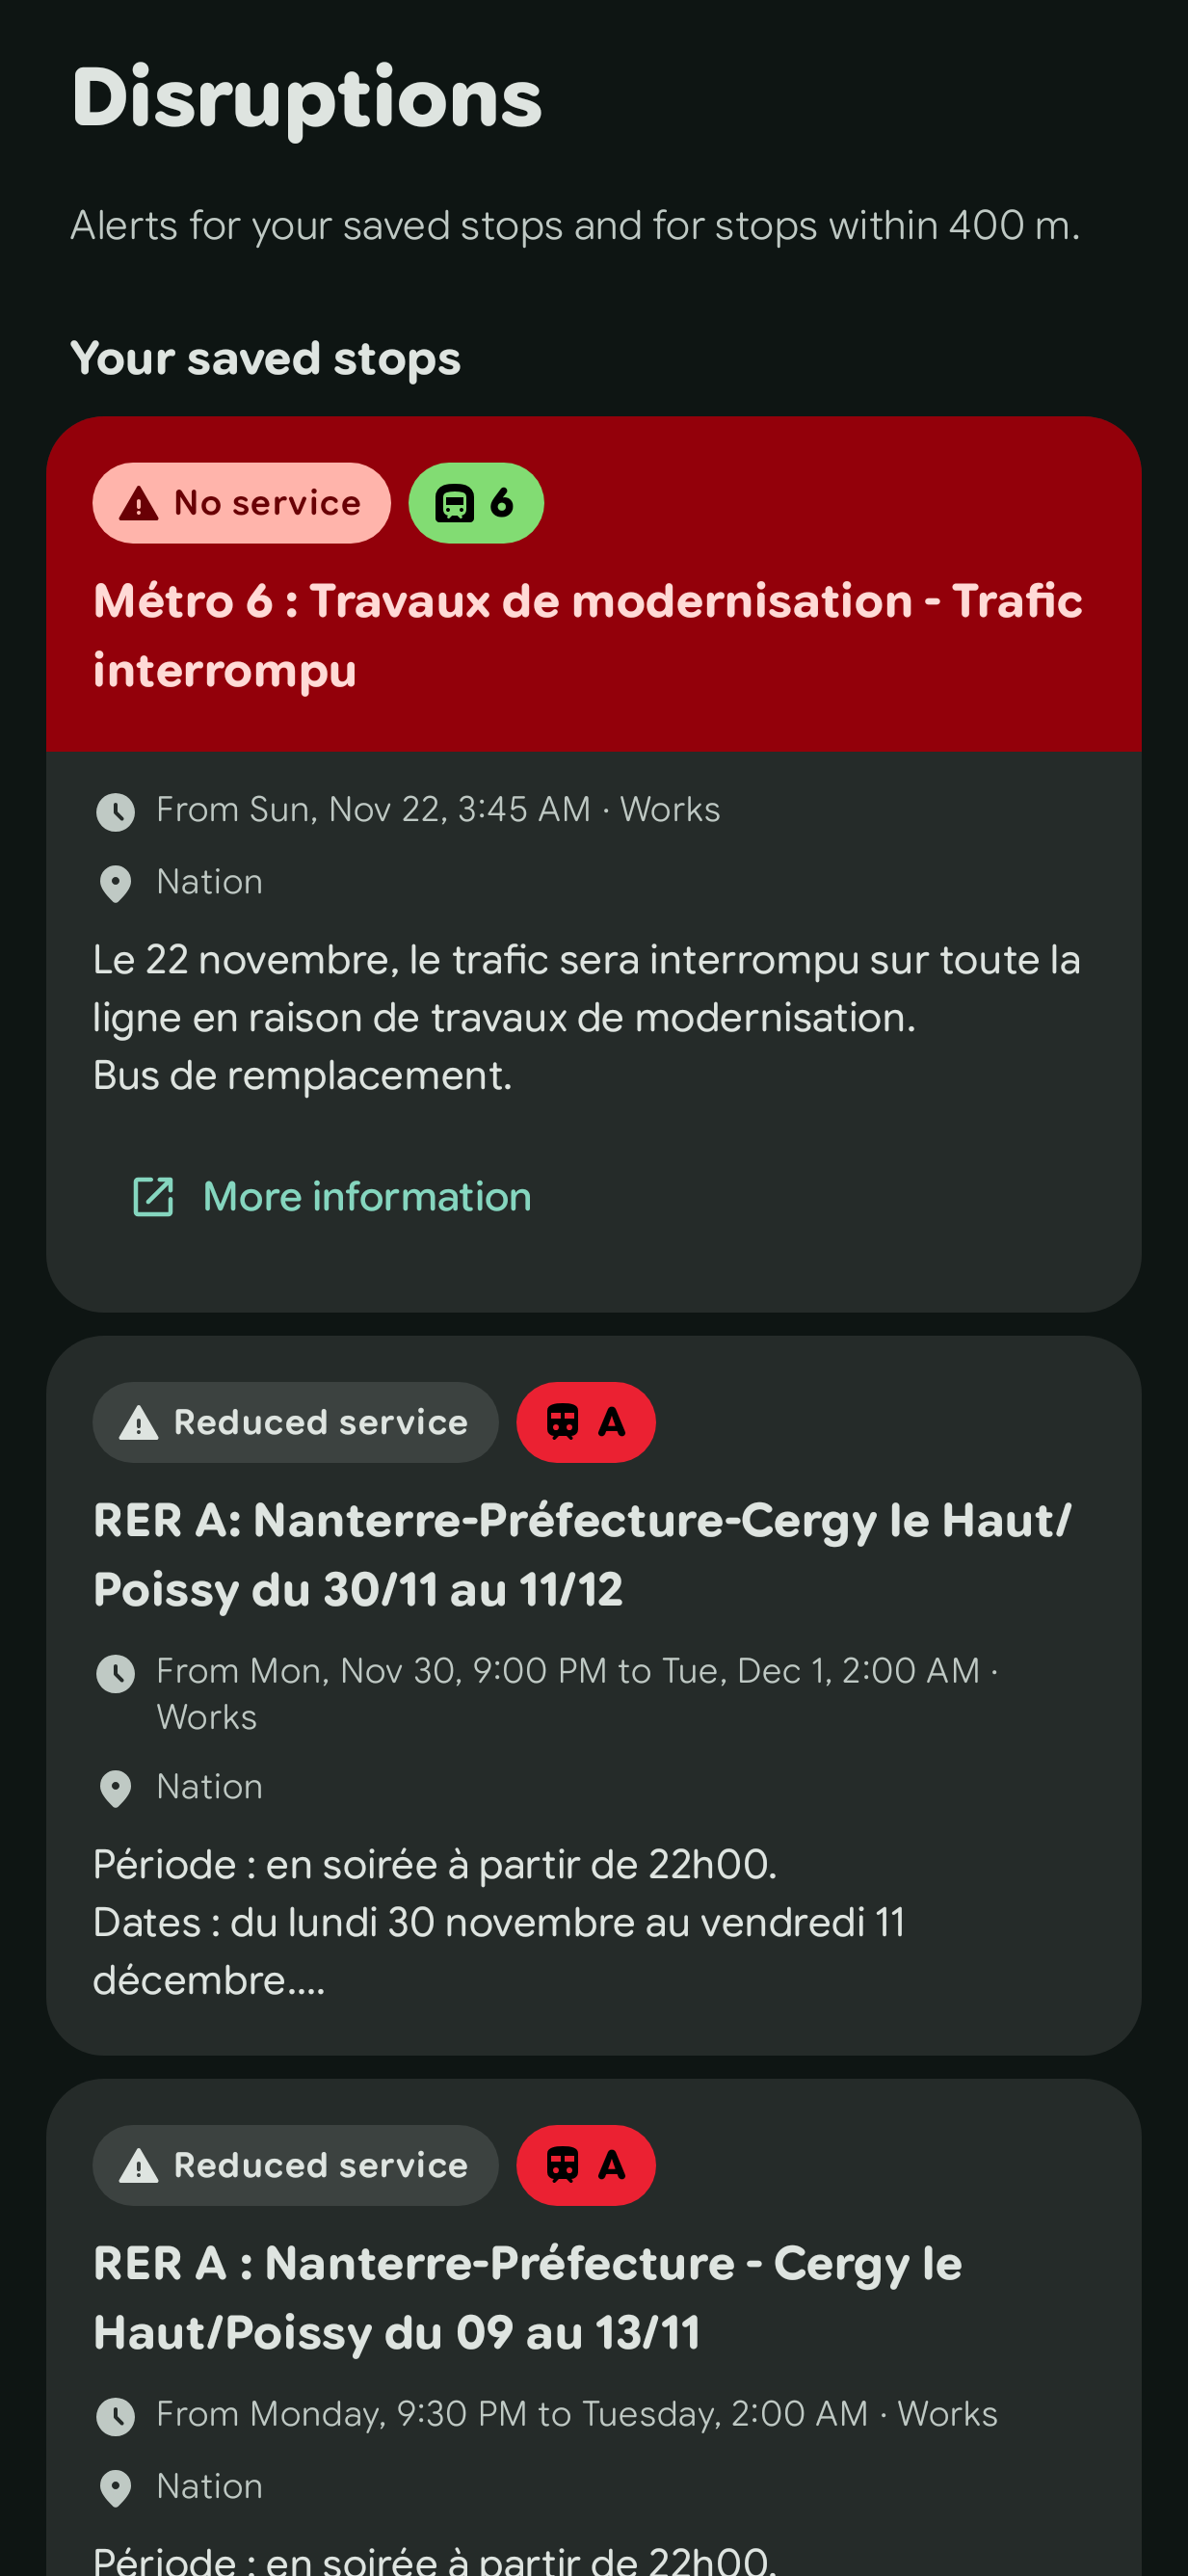 Disruptions
Alerts for your saved stops and for stops within 400 m.
Your saved stops
No service 6
Métro 6 : Travaux de modernisation - Trafic
interrompu
From Sun, Nov 22, 3:45 AM · Works
Nation
Le 22 novembre, le trafic sera interrompu sur toute la
ligne en raison de travaux de modernisation.
Bus de remplacement.
More information
Reduced service A
RER A: Nanterre-Préfecture-Cergy le Haut/
Poissy du 30/11 au 11/12
From Mon, Nov 30, 9:00 PM to Tue, Dec 1, 2:00 AM ·
Works
Nation
Période : en soirée à partir de 22h00.
Dates : du lundi 30 novembre au vendredi 11
décembre....
Reduced service A
RER A : Nanterre-Préfecture - Cergy le
Haut/Poissy du 09 au 13/11
From Monday, 9:30 PM to Tuesday, 2:00 AM · Works
Nation
Période : en soirée à partir de 22h00.